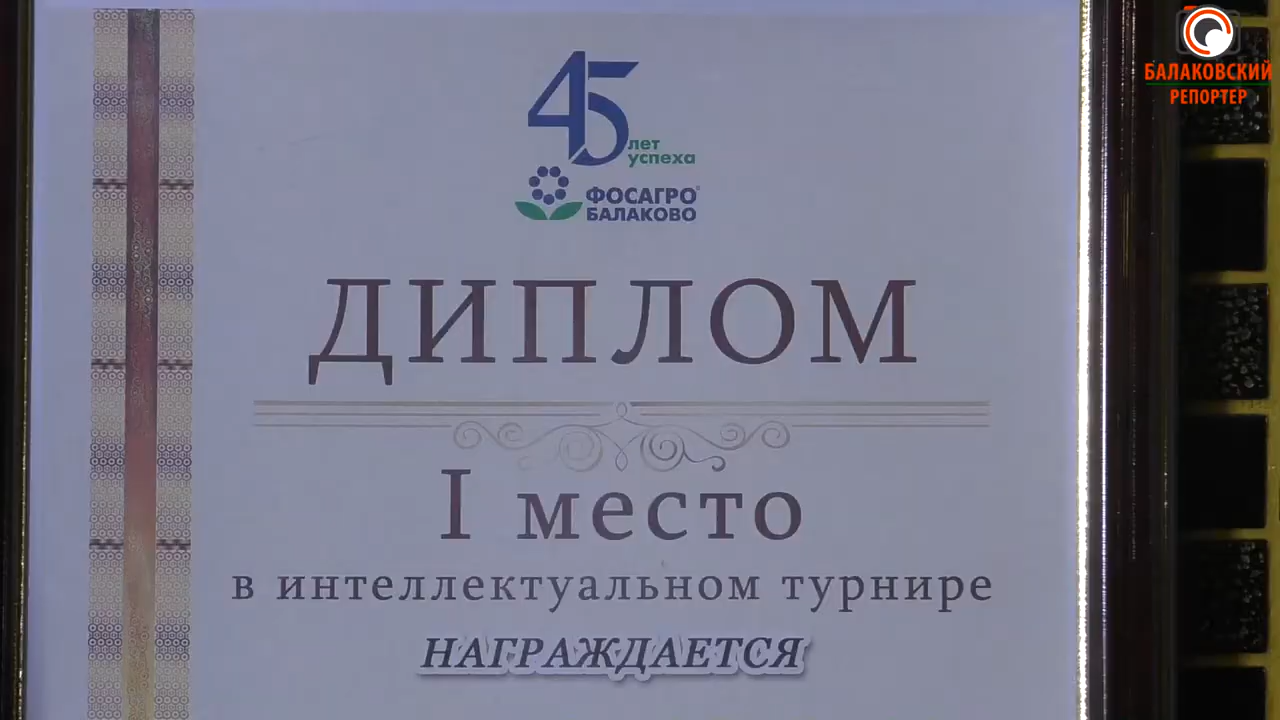 БАЛАКОВСКИЙ
РЕПОРТЕР
45
лет
успеха
ФОСАГРО®
БАЛАКОВО
ДИПЛОМ
I место
в интеллектуальном турнире
НАГРАЖДАЕТСЯ